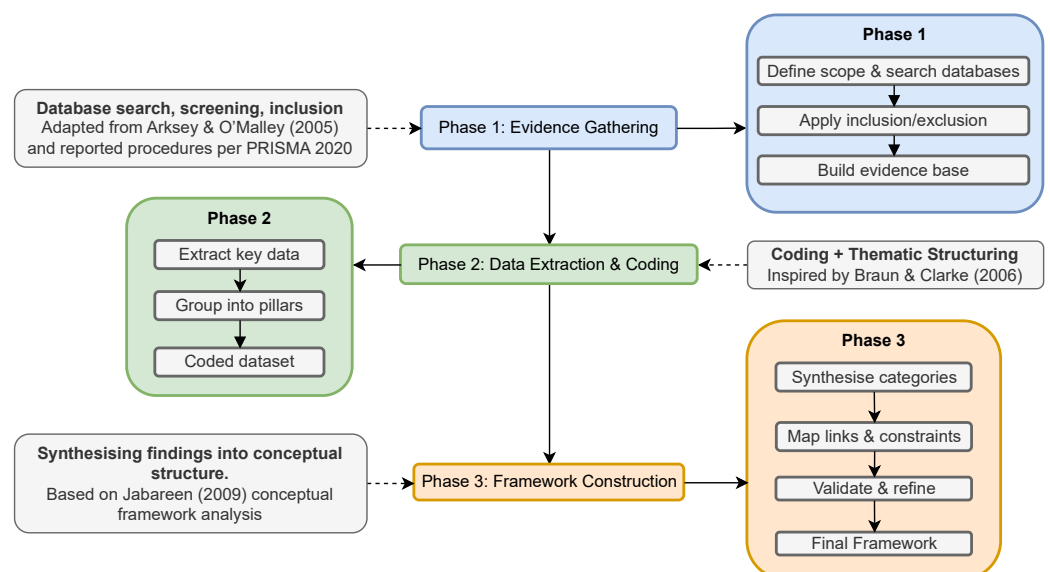 Phase 1
Define scope & search databases
Apply inclusion/exclusion
Build evidence base
Database search, screening, inclusion
Adapted from Arksey & O’Malley (2005)
and reported procedures per PRISMA 2020
Phase 1: Evidence Gathering
Phase 2
Extract key data
Group into pillars
Coded dataset
Phase 2: Data Extraction & Coding
Coding + Thematic Structuring
Inspired by Braun & Clarke (2006)
Phase 3
Synthesise categories
Map links & constraints
Validate & refine
Final Framework
Synthesising findings into conceptual
structure.
Based on Jabareen (2009) conceptual
framework analysis
Phase 3: Framework Construction